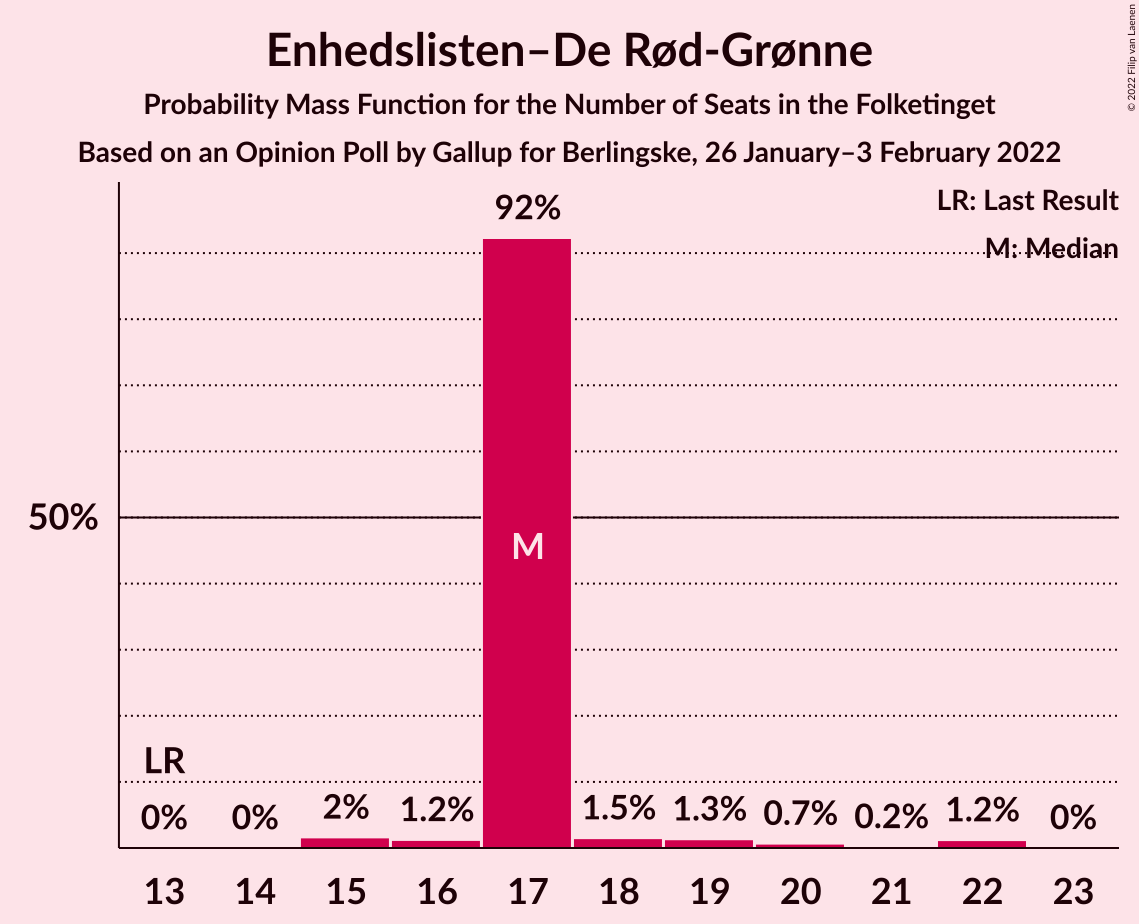 Enhedslisten–De Rød-Grønne
Probability Mass Function for the Number of Seats in the Folketinget
Based on an Opinion Poll by Gallup for Berlingske, 26 January–3 February 2022
© 2022 Filip van Laenen
LR: Last Result
M: Median
92%
50%
M
LR
0% 0% 2% 1.2% 1.5% 1.3% 0.7% 0.2% 1.2% 0%
13 14 15 16 17 18 19 20 21 22 23